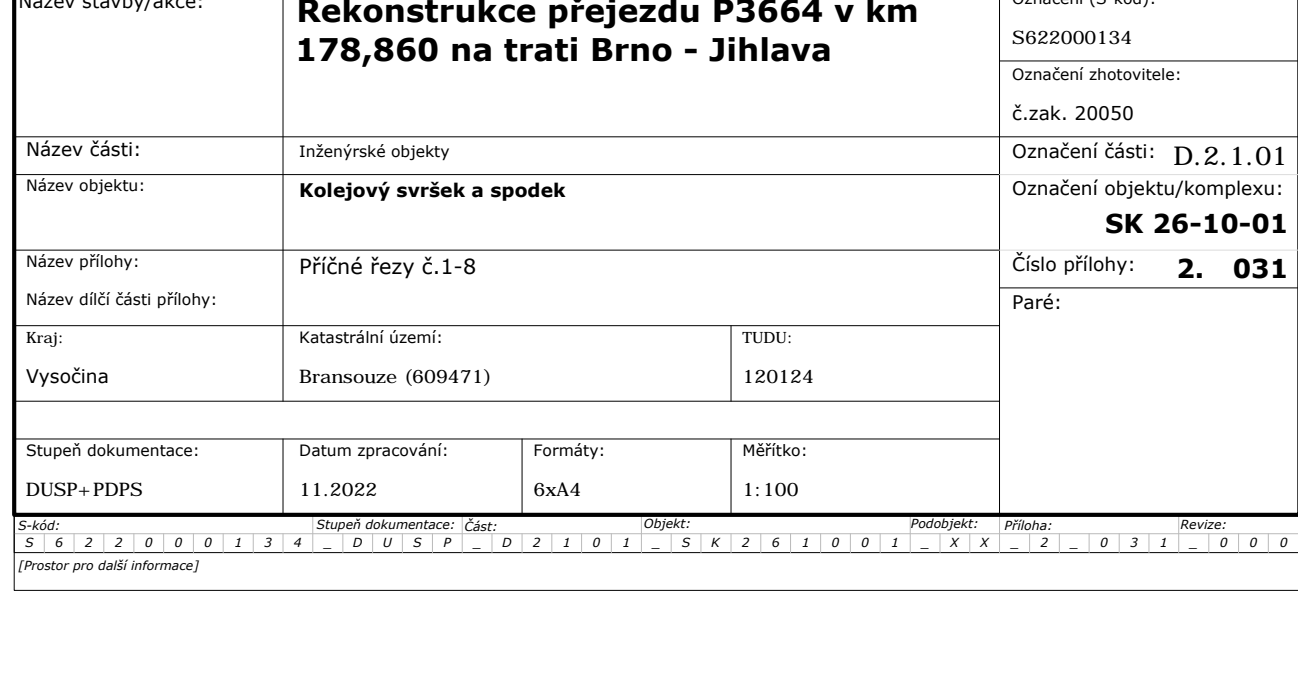 Název stavby/akce:
Rekonstrukce přejezdu P3664 v km
178,860 na trati Brno - Jihlava
Označení (S-kód):
S622000134
Označení zhotovitele:
č.zak. 20050
Název části:
Inženýrské objekty
Označení části: D.2.1.01
Název objektu:
Kolejový svršek a spodek
Označení objektu/komplexu:
SK 26-10-01
Název přílohy:
Příčné řezy č.1-8
Číslo přílohy: 2. 031
Název dílčí části přílohy:
Paré:
Kraj:
Vysočina
Katastrální území:
Bransouze (609471)
TUDU:
120124
Stupeň dokumentace:
DUSP+PDPS
Datum zpracování:
11.2022
Formáty:
6xA4
Měřítko:
1:100
S-kód: Stupeň dokumentace: Část: Objekt: Podobjekt: Příloha: Revize:
S 6 2 2 0 0 0 1 3 4 _ D U S P _ D 2 1 0 1 _ S K 2 6 1 0 0 1 _ X X _ 2 _ 0 3 1 _ 0 0 0
[Prostor pro další informace]